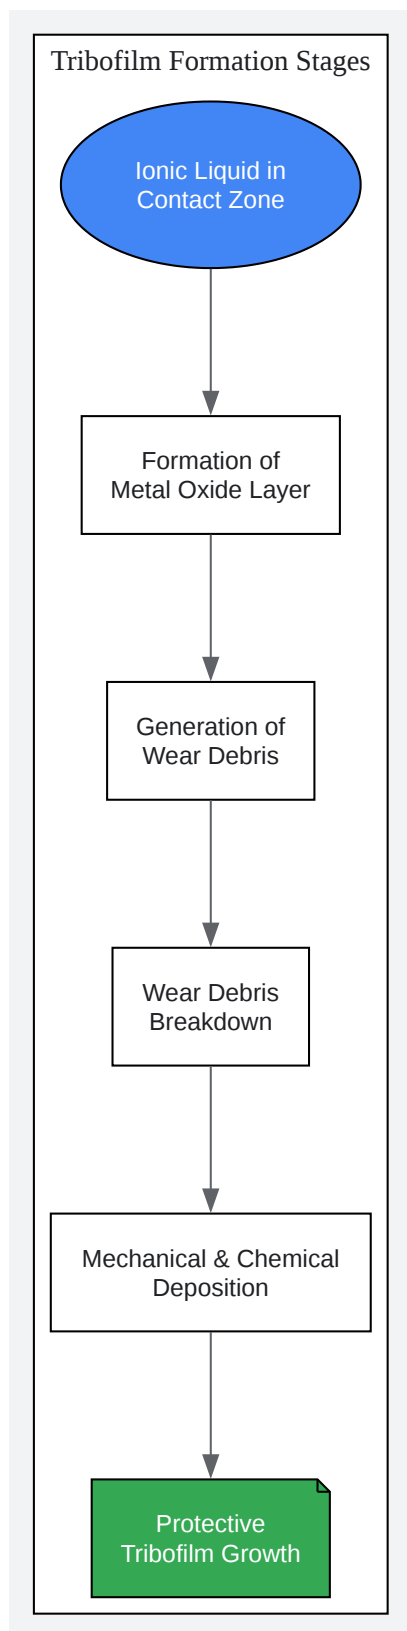 Tribofilm Formation Stages
Ionic Liquid in
Contact Zone
Formation of
Metal Oxide Layer
Generation of
Wear Debris
Wear Debris
Breakdown
Mechanical & Chemical
Deposition
Protective
Tribofilm Growth